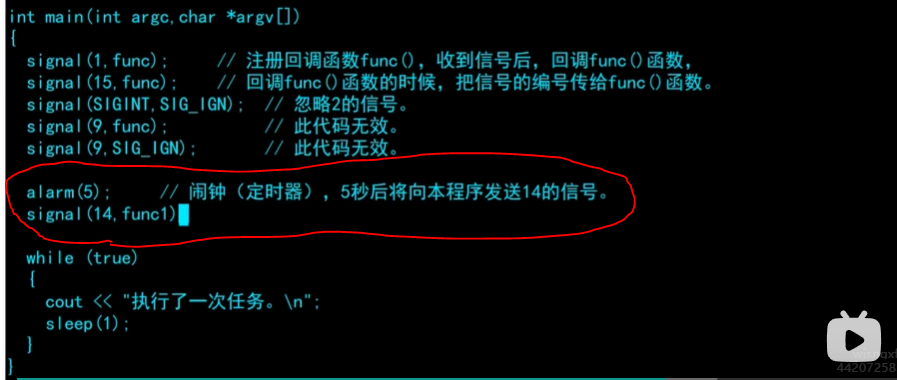 int main(int argc,char *argv[])
{
signal(1,func);    // 注册回调函数func()，收到信号后，回调func()函数，
signal(15,func);   // 回调func()函数的时候，把信号的编号传给func()函数。
signal(SIGINT,SIG_IGN);  // 忽略2的信号。
signal(9,func);          // 此代码无效。
signal(9,SIG_IGN);       // 此代码无效。
alarm(5);    // 闹钟（定时器），5秒后将向本程序发送14的信号。
signal(14,func1)
while (true)
{
cout << "执行了一次任务。\n";
sleep(1);
}
}
44207258